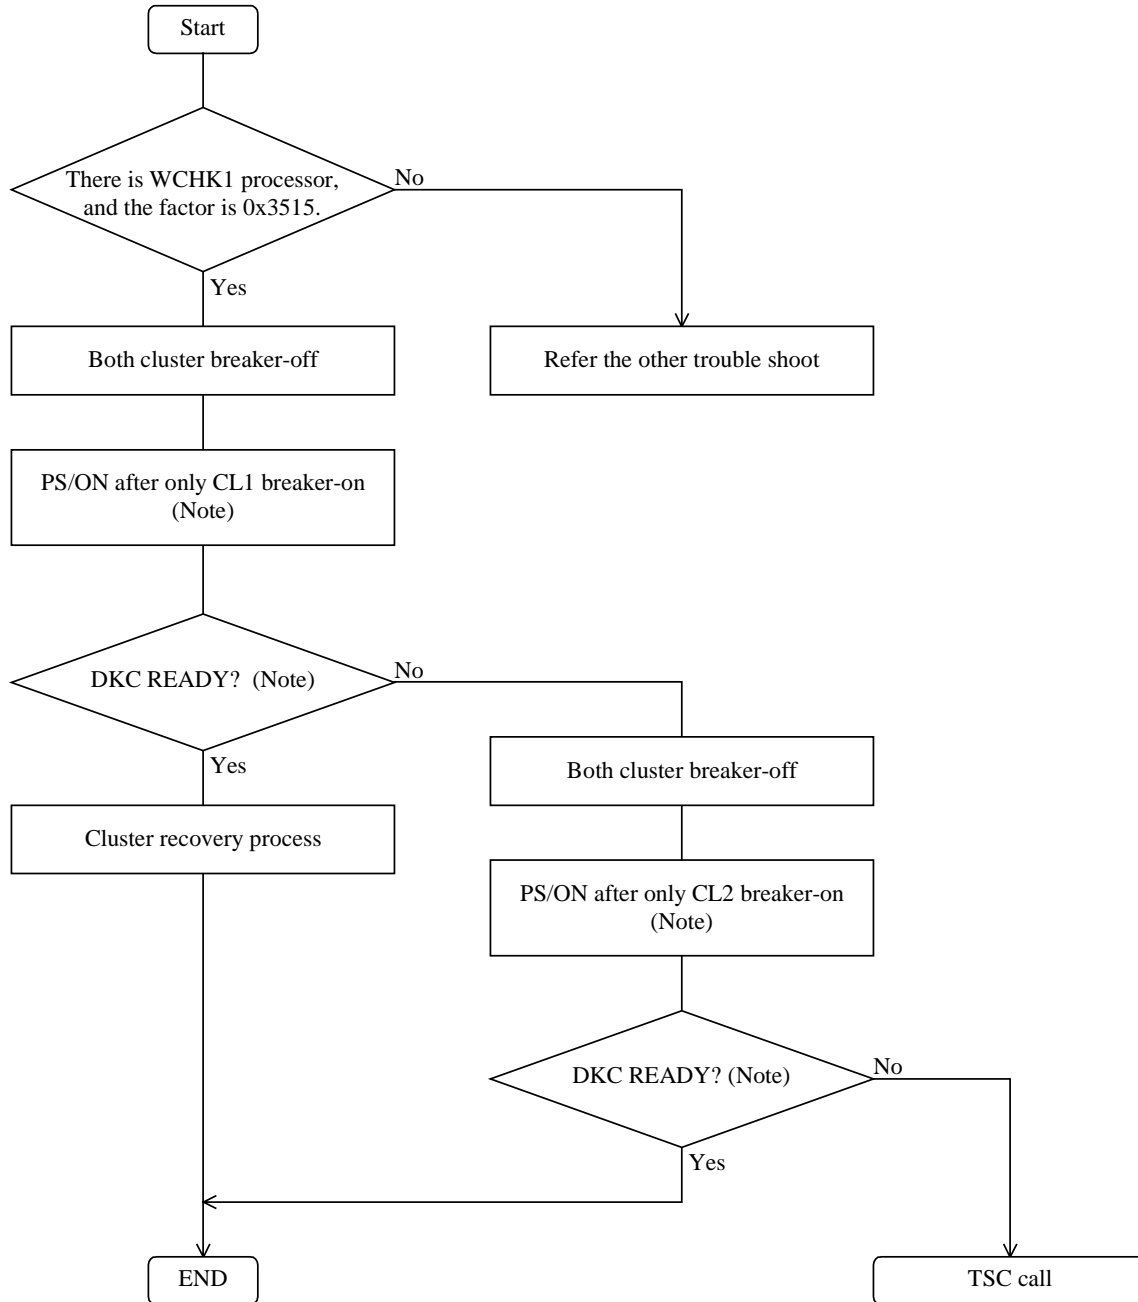 Start
There is WCHK1 processor,
and the factor is 0x3515.
No
Yes
Both cluster breaker-off
Refer the other trouble shoot
PS/ON after only CL1 breaker-on
(Note)
DKC READY?  (Note)
No
Yes
Both cluster breaker-off
Cluster recovery process
PS/ON after only CL2 breaker-on
(Note)
DKC READY? (Note)
No
Yes
END
TSC call